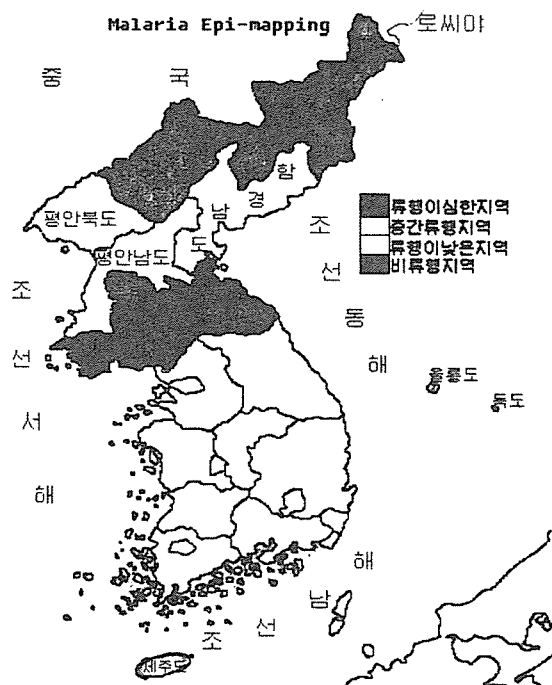 Malaria Epi-mapping
로씨야
중국
함경남도
평안북도
평안남도
류행이심한지역
중간류행지역
류행이낮은지역
비류행지역
조선동해
울릉도
독도
조선서해
조선남해
제주도